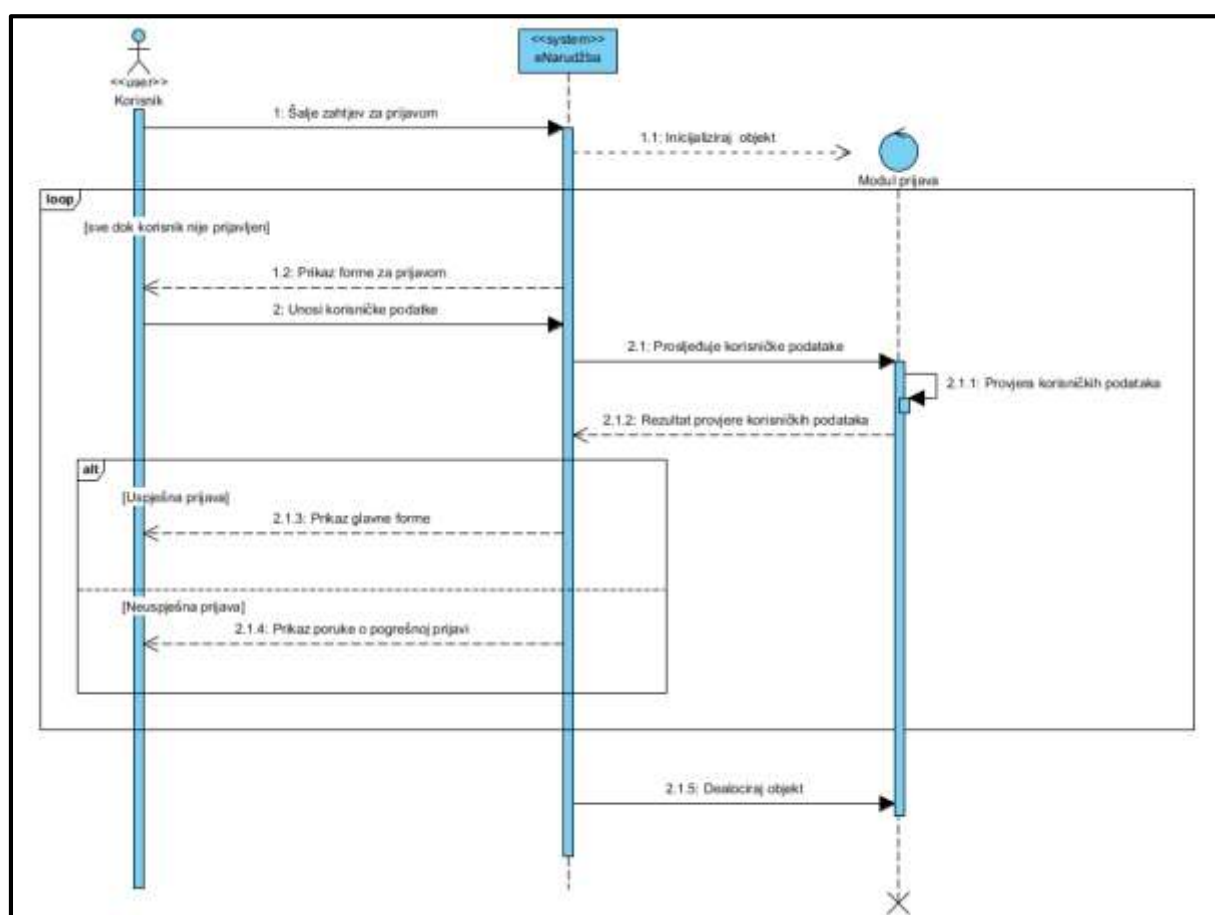 <<system>>
eNarudžba
<<user>>
Korisnik
1: Šalje zahtjev za prijavom
1.1: Inicijaliziraj objekt
Modul prijava
loop
[sve dok korisnik nije prijavljen]
1.2: Prikaz forme za prijavom
2: Unosi korisničke podatke
2.1: Prosljeđuje korisničke podatake
2.1.1: Provjera korisničkih podataka
2.1.2: Rezultat provjere korisničkih podataka
alt
[Uspješna prijava]
2.1.3: Prikaz glavne forme
[Neuspješna prijava]
2.1.4: Prikaz poruke o pogrešnoj prijavi
2.1.5: Dealociraj objekt